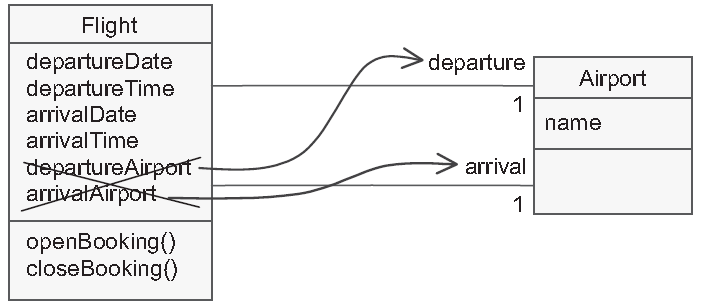 Flight
departureDate
departureTime
arrivalDate
arrivalTime
departureAirport
arrivalAirport
openBooking()
closeBooking()
departure
1
arrival
1
Airport
name